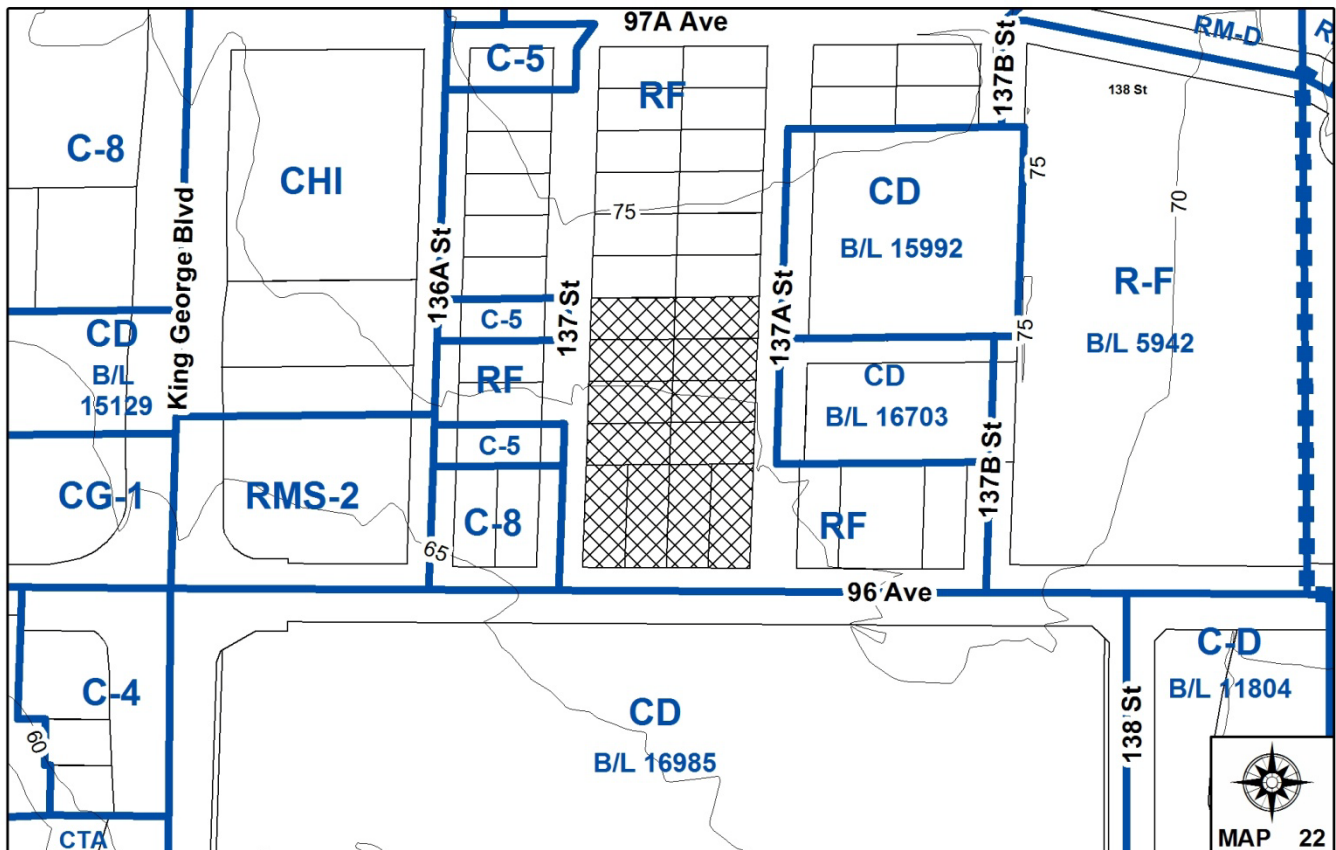 97A Ave
RM-D
R
C-5
137B St
RF
138 St
C-8
CHI
75
CD
B/L 15992
75
70
King George Blvd
136A St
137 St
137A St
R-F
B/L 5942
75
C-5
CD
B/L
15129
RF
CD
B/L 16703
C-5
137B St
CG-1
RMS-2
C-8
RF
65
96 Ave
C-D
B/L 11804
C-4
60
CD
B/L 16985
138 St
CTA
MAP 22